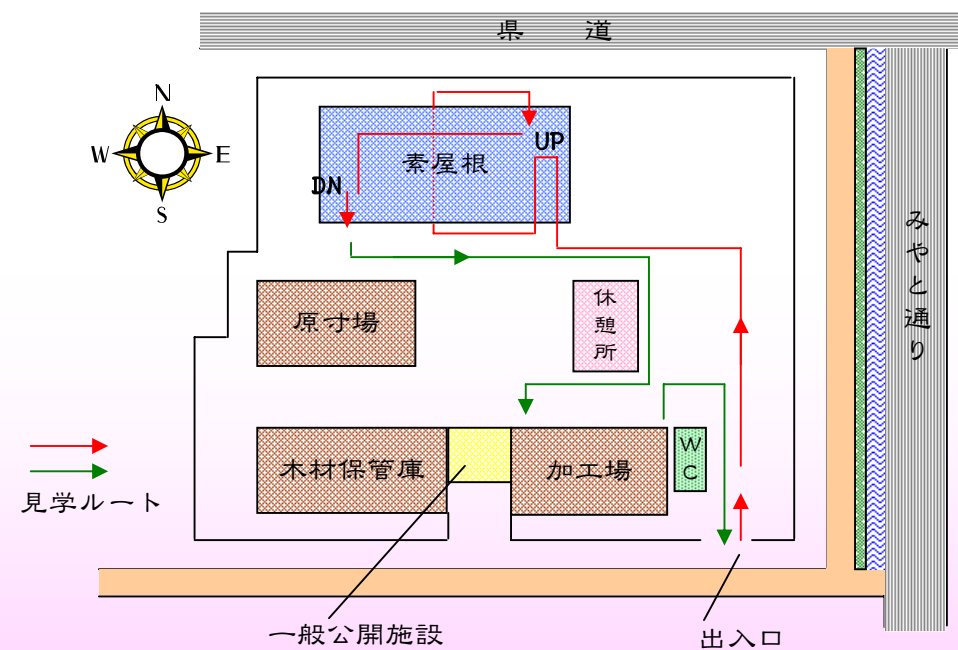 県 道
N
W
E
S
UP
素屋根
DN
みやと通り
原寸場
休憩所
木材保管庫
加工場
WC
見学ルート
一般公開施設
出入口